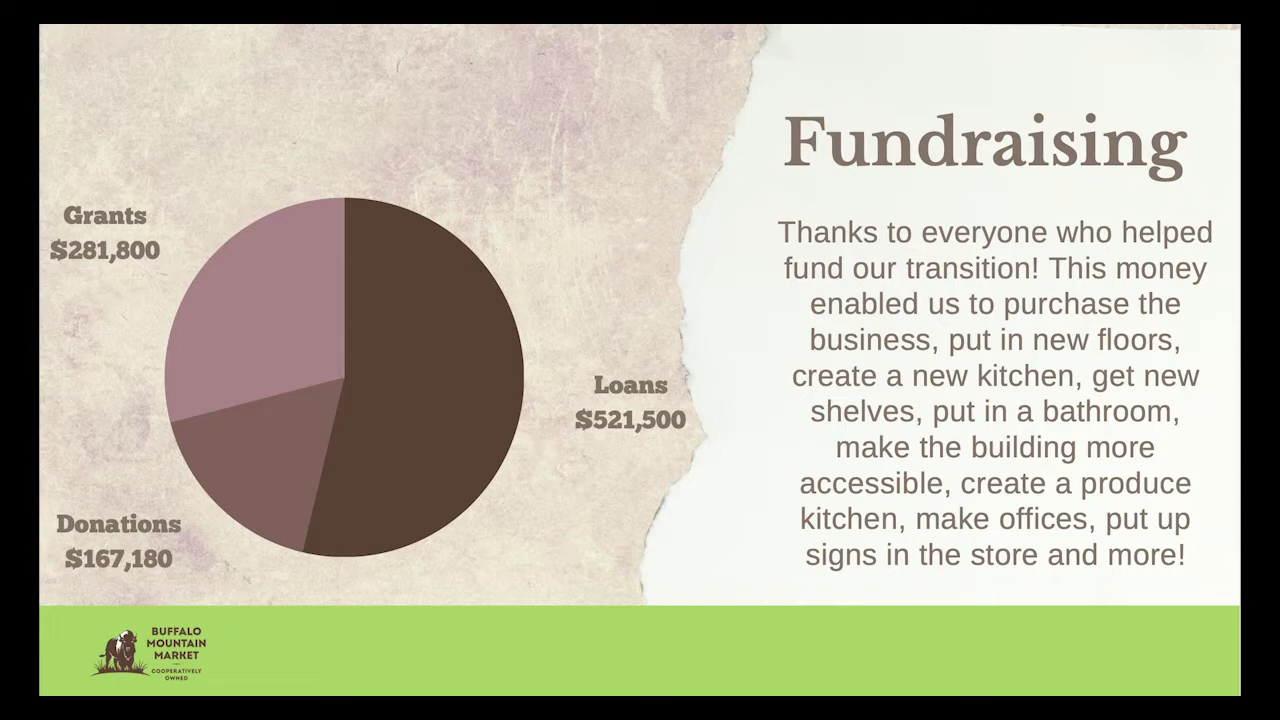 Fundraising
Grants
$281,800
Loans
$521,500
Donations
$167,180
Thanks to everyone who helped
fund our transition! This money
enabled us to purchase the
business, put in new floors,
create a new kitchen, get new
shelves, put in a bathroom,
make the building more
accessible, create a produce
kitchen, make offices, put up
signs in the store and more!
BUFFALO
MOUNTAIN
MARKET
COOPERATIVELY
OWNED